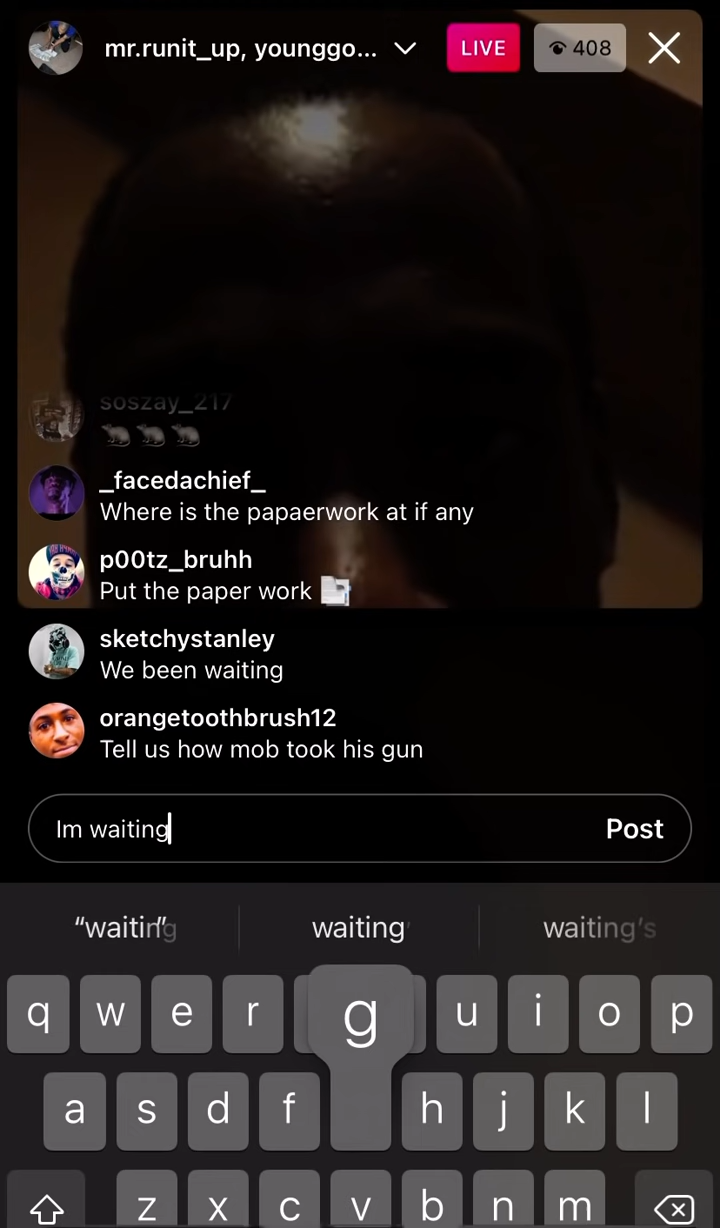 mr.runit_up, younggo...
LIVE
408
soszay_217
🐀🐀🐀
_facedachief_
Where is the papaerwork at if any
p00tz_bruhh
Put the paper work
sketchystanley
We been waiting
orangetoothbrush12
Tell us how mob took his gun
Im waiting
Post
“waiting” waiting waiting’s
q w e r g u i o p
a s d f h j k l
z x c v b n m